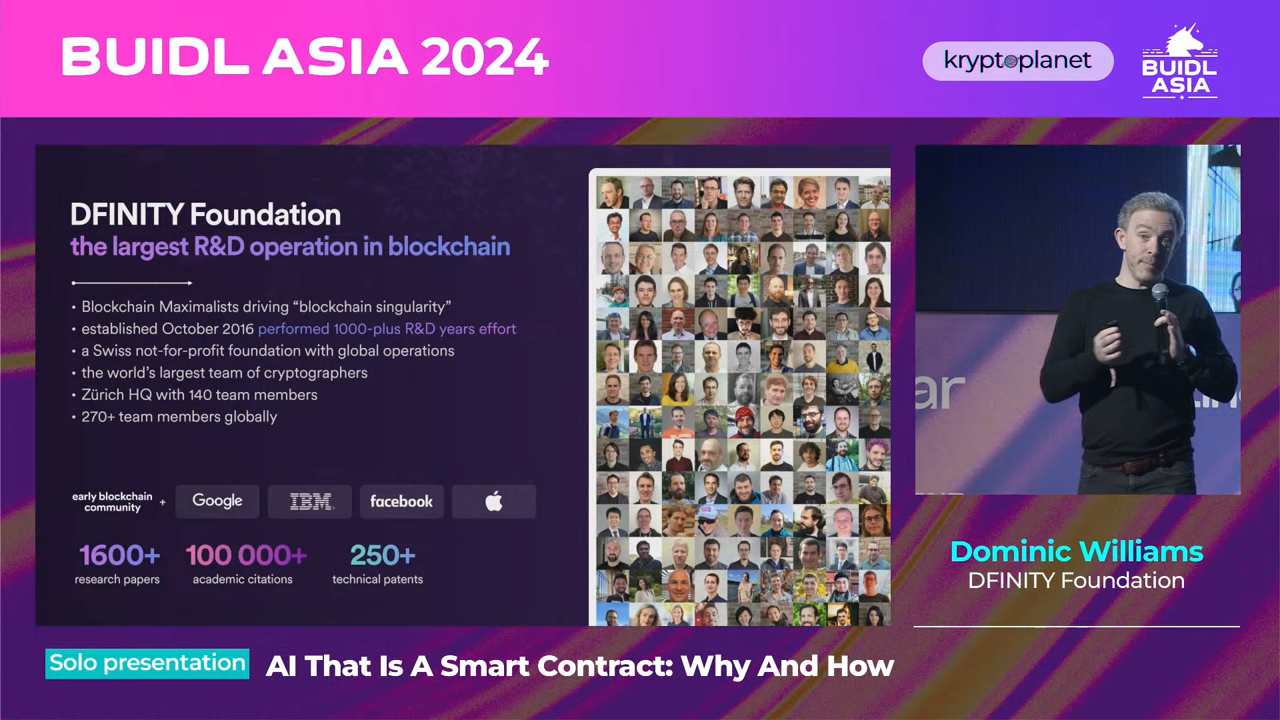 BUIDL ASIA 2024
kryptoplanet
BUIDL
ASIA
DFINITY Foundation
the largest R&D operation in blockchain
• Blockchain Maximalists driving “blockchain singularity”
• established October 2016 performed 1000-plus R&D years effort
• a Swiss not-for-profit foundation with global operations
• the world’s largest team of cryptographers
• Zürich HQ with 140 team members
• 270+ team members globally
early blockchain
community
+
Google
IBM
facebook
1600+
research papers
100 000+
academic citations
250+
technical patents
ar
Dominic Williams
DFINITY Foundation
Solo presentation
AI That Is A Smart Contract: Why And How